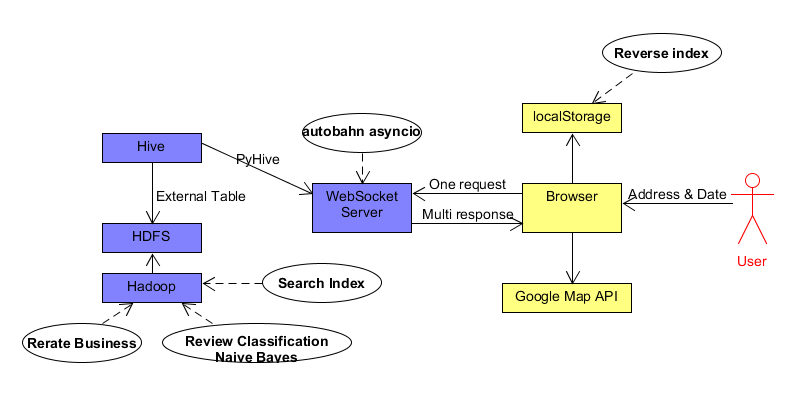 Reverse index
localStorage
autobahn asyncio
Hive
PyHive
One request
WebSocket
Server
Browser
Address & Date
External Table
Multi response
HDFS
User
Hadoop
Search Index
Google Map API
Rerate Business
Review Classification
Naive Bayes